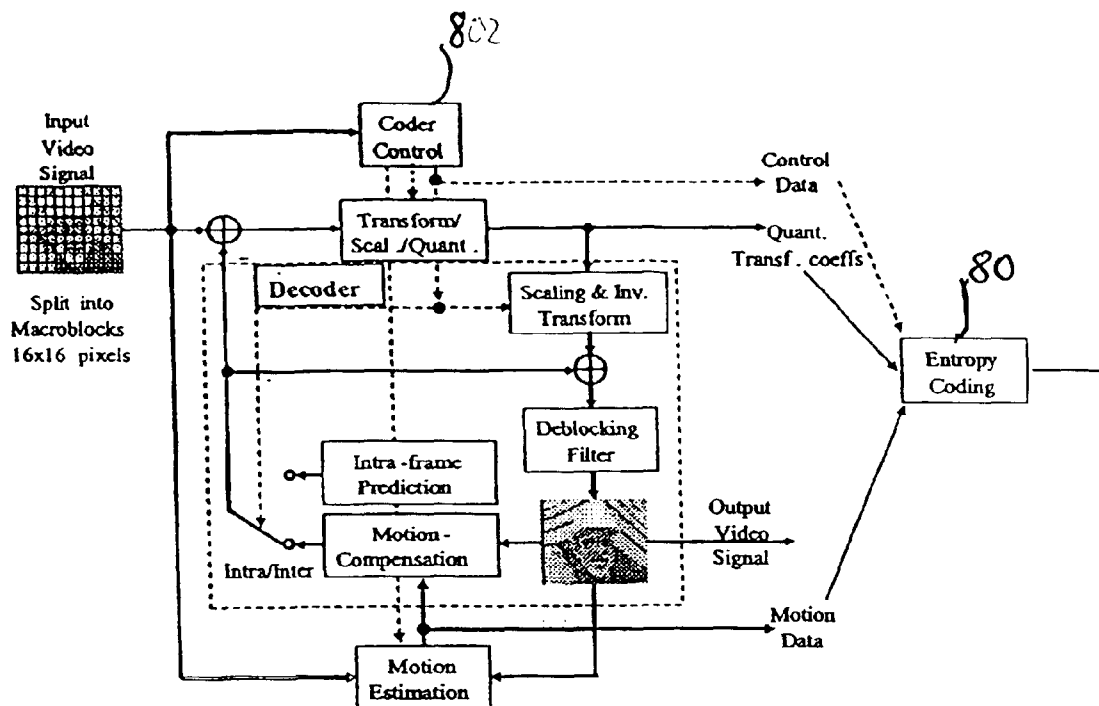 802
Input
Video
Signal
Coder
Control
Control
Data
Transform/
Scal./Quant.
Quant.
Transf. coeffs
80
Decoder
Scaling & Inv.
Transform
Split into
Macroblocks
16x16 pixels
Entropy
Coding
Deblocking
Filter
Intra-frame
Prediction
Output
Video
Signal
Motion-
Compensation
Intra/Inter
Motion
Data
Motion
Estimation